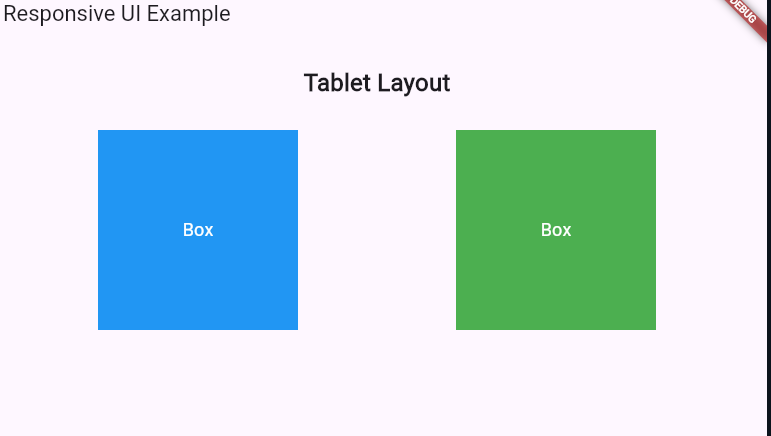 Responsive UI Example
DEBUG
Tablet Layout
Box
Box